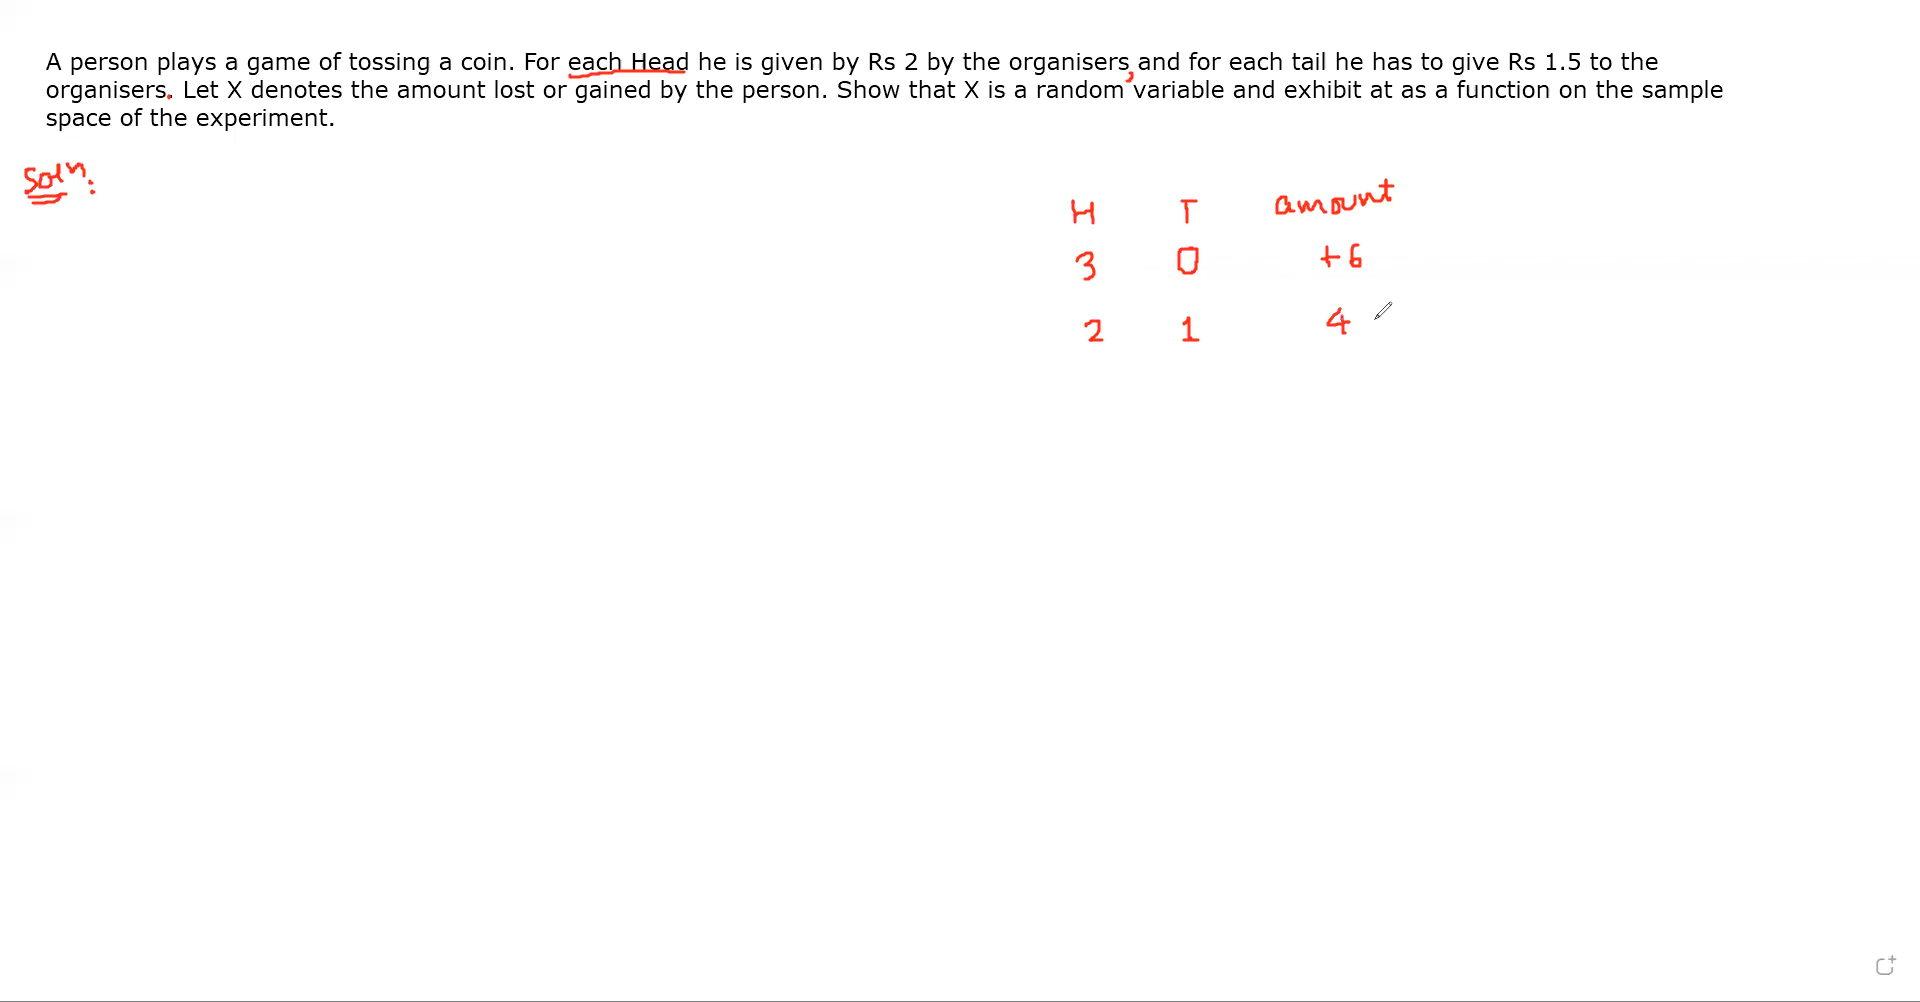 A person plays a game of tossing a coin. For each Head he is given by Rs 2 by the organisers, and for each tail he has to give Rs 1.5 to the
organisers. Let X denotes the amount lost or gained by the person. Show that X is a random variable and exhibit at as a function on the sample
space of the experiment.
Soln:
H T amount
3 0 +6
2 1 4